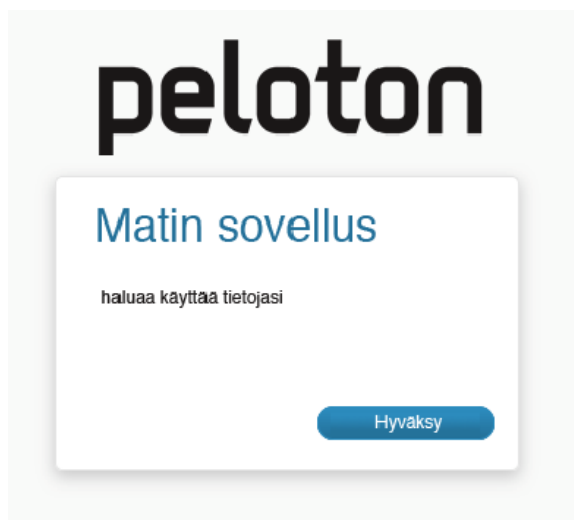 peloton
Matin sovellus
haluaa käyttää tietojasi
Hyväksy